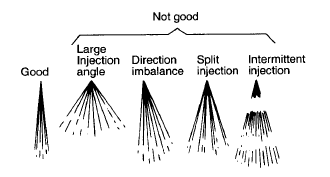 Not good
Good
Large
Injection
angle
Direction
imbalance
Split
injection
Intermittent
injection